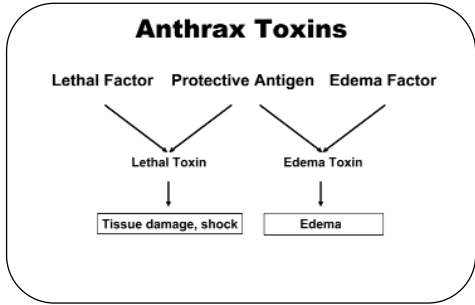 Anthrax Toxins
Lethal Factor Protective Antigen Edema Factor
Lethal Toxin Edema Toxin
Tissue damage, shock Edema